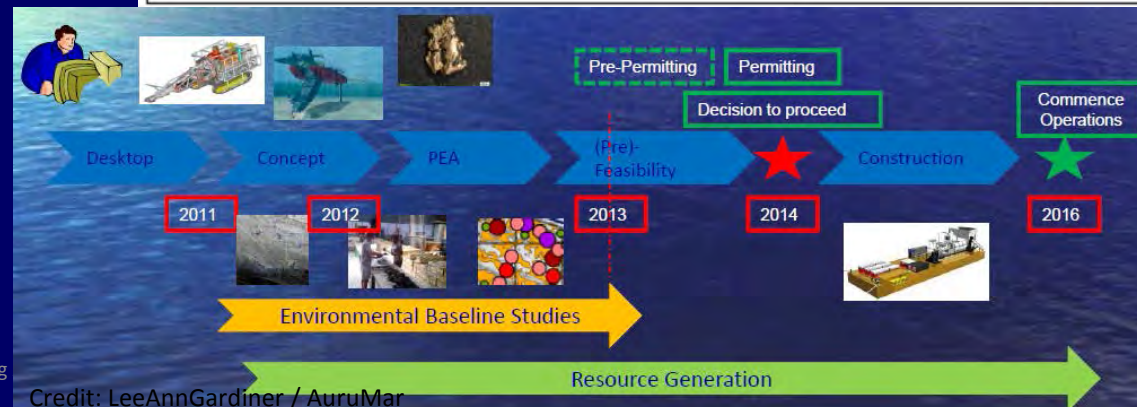 Pre-Permitting
Permitting
Decision to proceed
Commence
Operations
Desktop
Concept
PEA
(Pre)-
Feasibility
Construction
2011
2012
2013
2014
2016
Environmental Baseline Studies
Resource Generation
g
Credit: LeeAnnGardiner / AuruMar